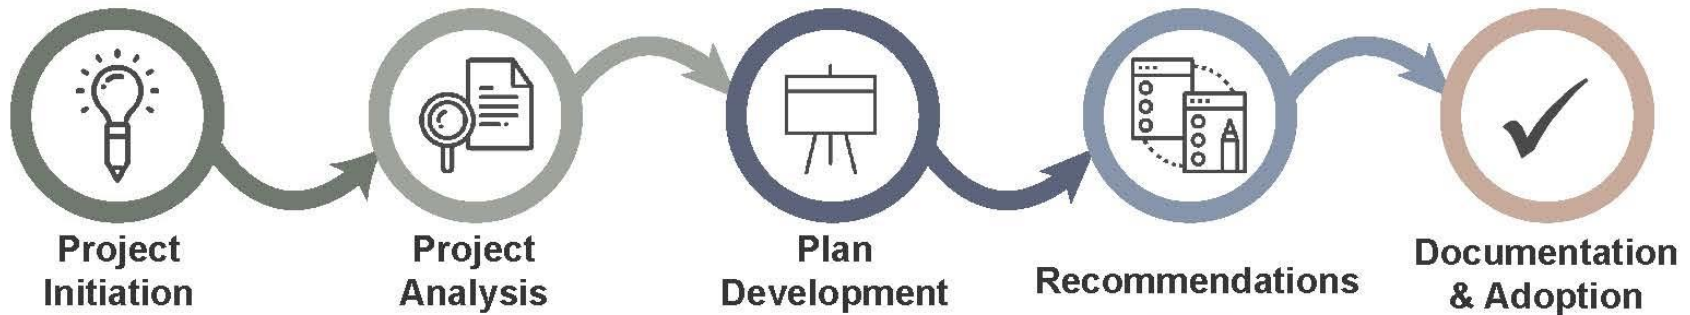 Project
Initiation
Project
Analysis
Plan
Development
Recommendations
Documentation
& Adoption